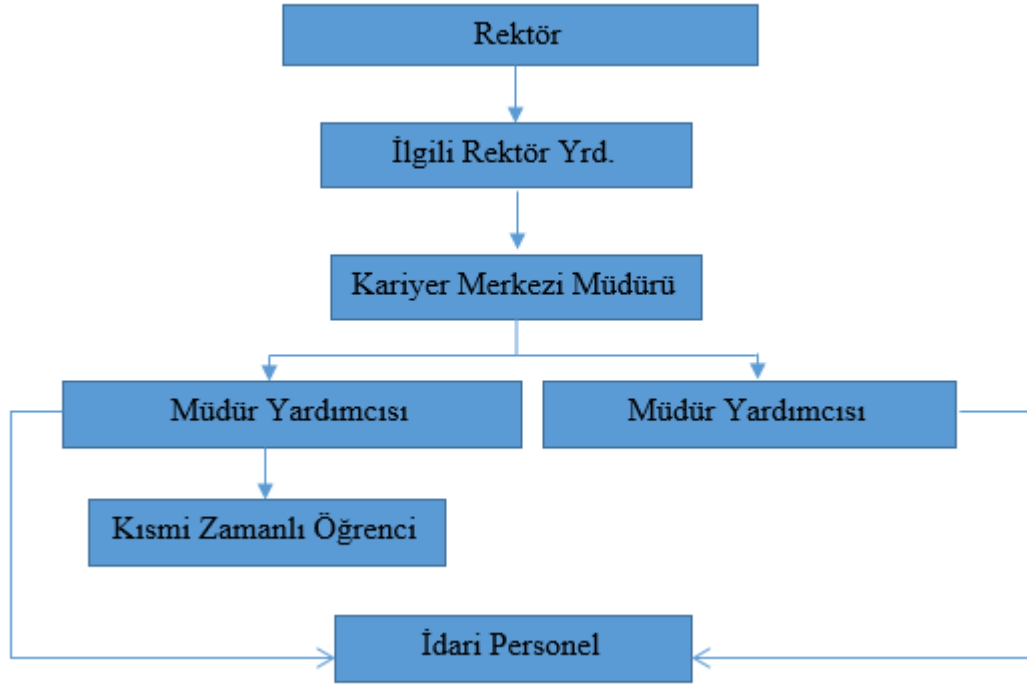 Rektör
İlgili Rektör Yrd.
Kariyer Merkezi Müdürü
Müdür Yardımcısı
Müdür Yardımcısı
Kısmi Zamanlı Öğrenci
İdari Personel